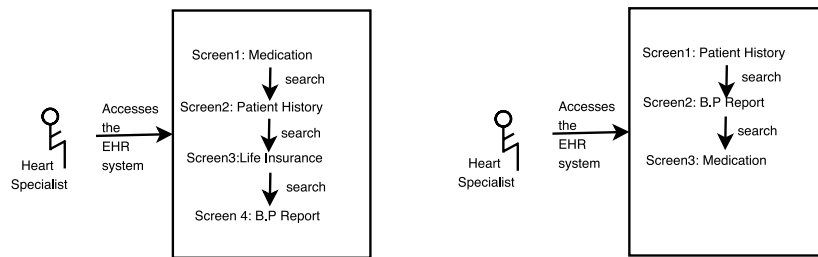 Screen1: Medication
search
Screen2: Patient History
search
Screen3:Life Insurance
search
Screen 4: B.P Report
Accesses
the
EHR
system
Heart
Specialist
Screen1: Patient History
search
Screen2: B.P Report
search
Screen3: Medication
Accesses
the
EHR
system
Heart
Specialist